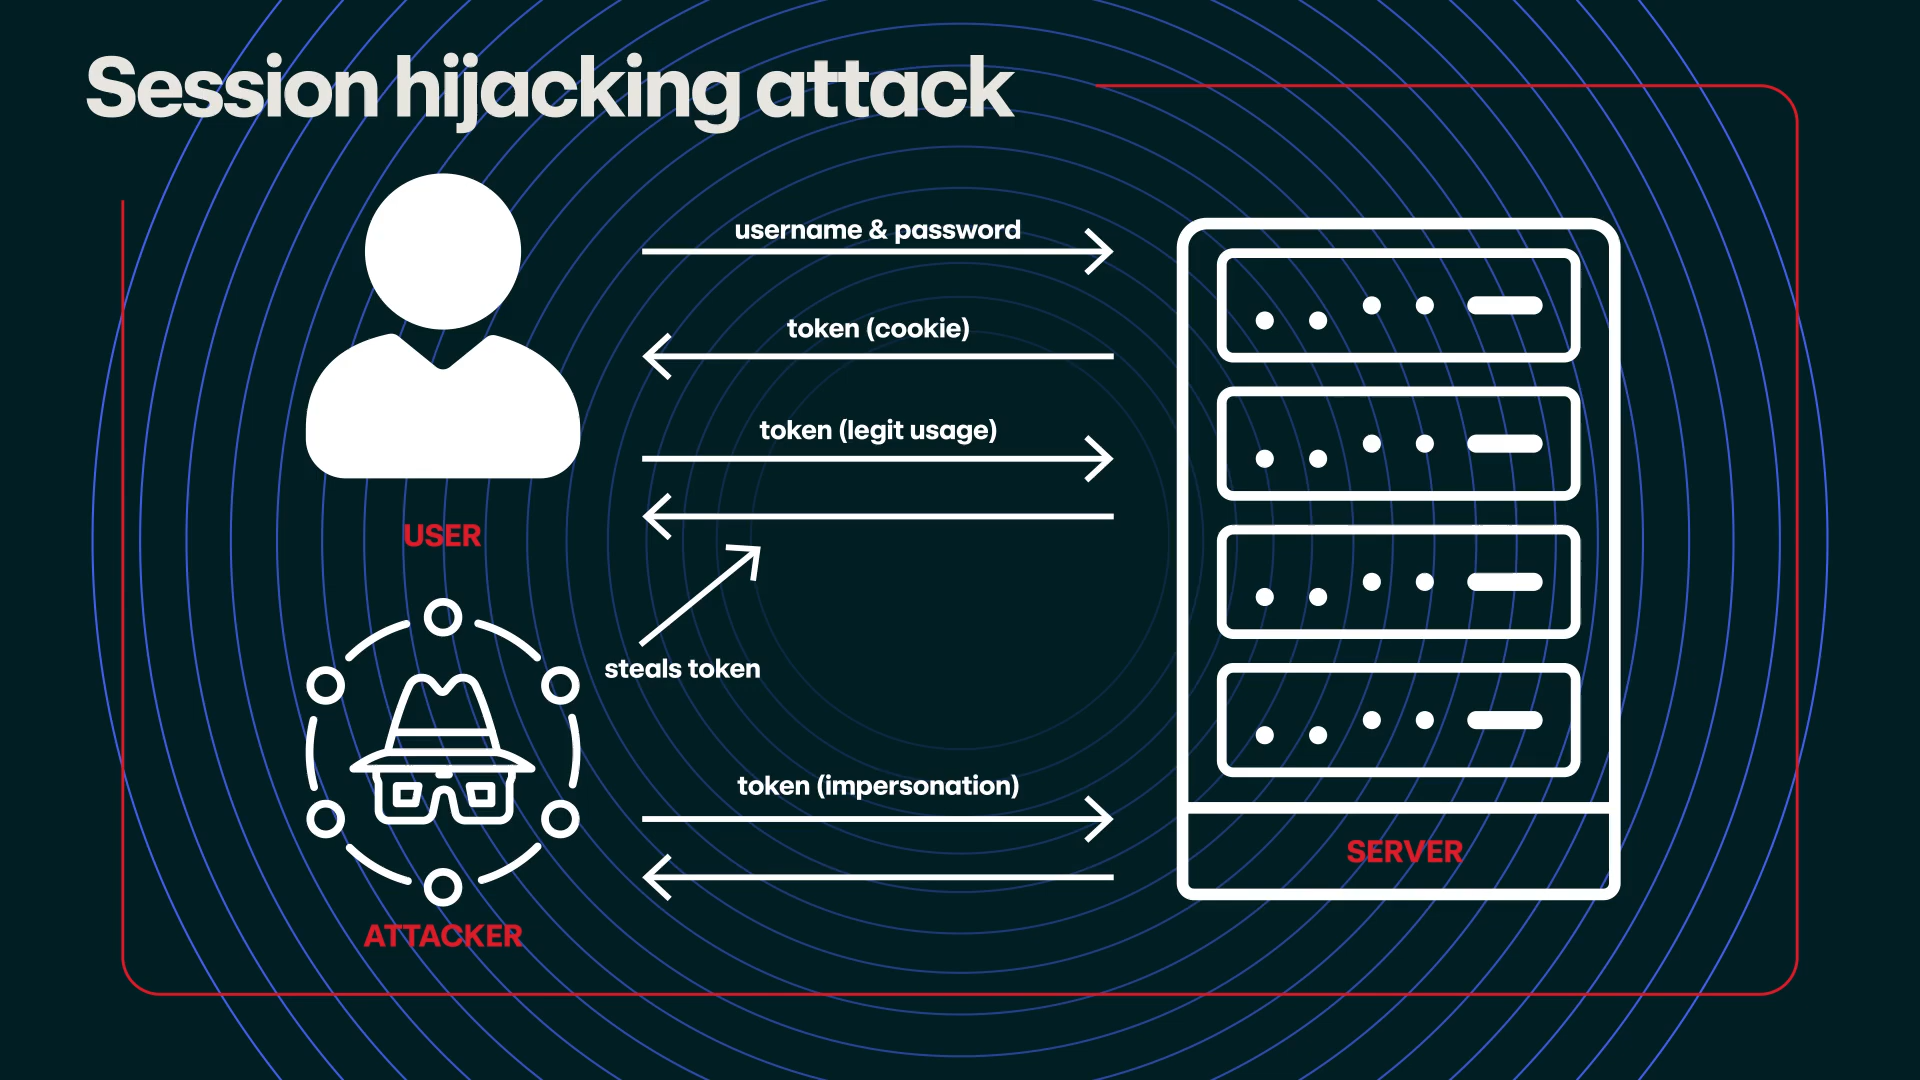 Session hijacking attack
username & password
token (cookie)
token (legit usage)
USER
steals token
token (impersonation)
SERVER
ATTACKER